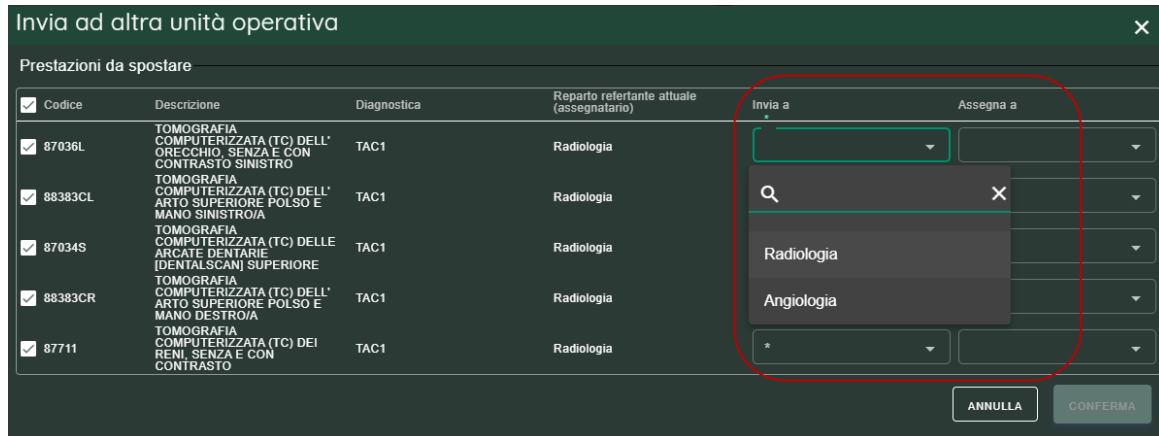 Invia ad altra unità operativa
Prestazioni da spostare
Codice Descrizione Diagnostica Reparto refertante attuale (assegnatario) Invia a * Assegna a
87036L
TOMOGRAFIA
COMPUTERIZZATA (TC) DELL'
ORECCHIO, SENZA E CON
CONTRASTO SINISTRO
TAC1
Radiologia
88383CL
TOMOGRAFIA
COMPUTERIZZATA (TC) DELL'
ARTO SUPERIORE POLSO E
MANO SINISTRO/A
TAC1
Radiologia
87034S
TOMOGRAFIA
COMPUTERIZZATA (TC) DELLE
ARCATE DENTARIE
[DENTALSCAN] SUPERIORE
TAC1
Radiologia
88383CR
TOMOGRAFIA
COMPUTERIZZATA (TC) DELL'
ARTO SUPERIORE POLSO E
MANO DESTRO/A
TAC1
Radiologia
87711
TOMOGRAFIA
COMPUTERIZZATA (TC) DEI
RENI, SENZA E CON
CONTRASTO
TAC1
Radiologia
*
Radiologia
Angiologia
ANNULLA
CONFERMA